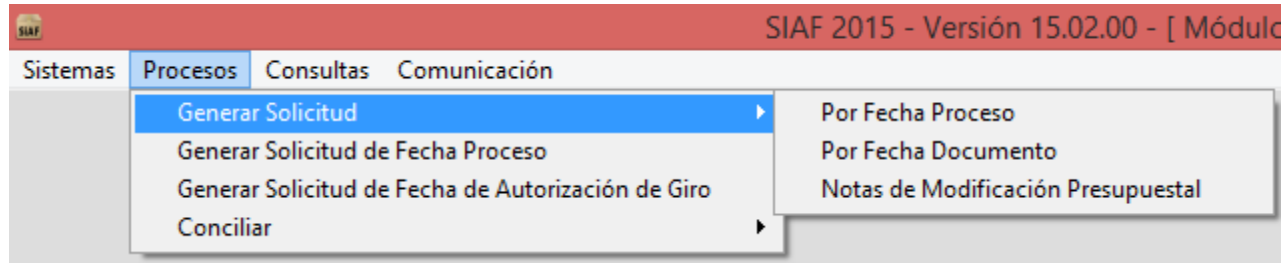 SIAF SIAF 2015 - Versión 15.02.00 - [ Módulo
Sistemas Procesos Consultas Comunicación
Generar Solicitud
Generar Solicitud de Fecha Proceso
Generar Solicitud de Fecha de Autorización de Giro
Conciliar
Por Fecha Proceso
Por Fecha Documento
Notas de Modificación Presupuestal